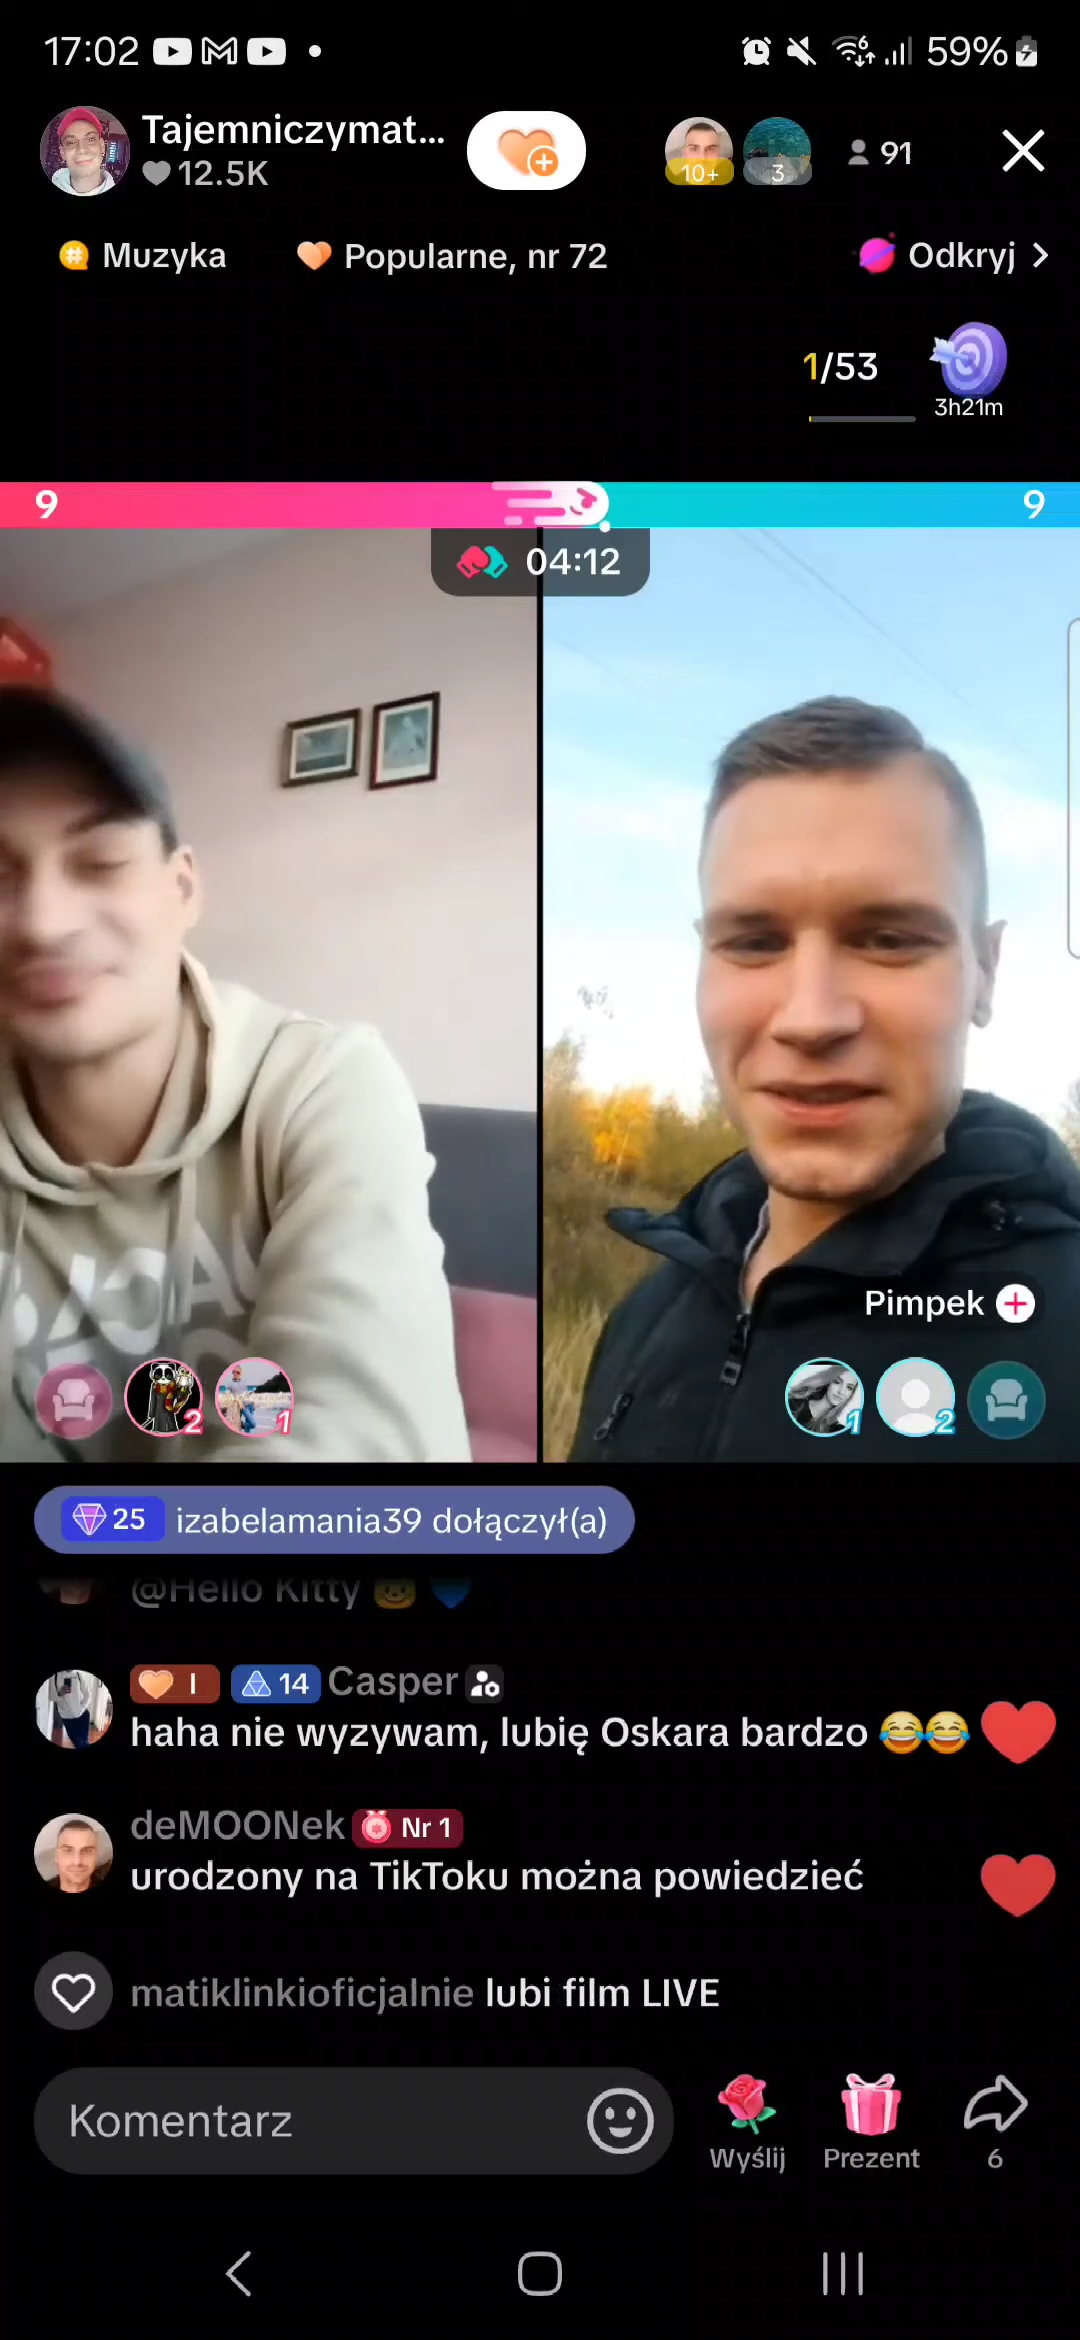 17:02
59%
Tajemniczymat...
12.5K
10+
3
91
Muzyka
Popularne, nr 72
Odkryj >
1/53
3h21m
9
9
04:12
Pimpek
2
1
1
2
25 izabelamania39 dołączył(a)
@Hello Kitty 🐱 💙
I 14 Casper
haha nie wyzywam, lubię Oskara bardzo 😂😂
deMOONek Nr 1
urodzony na TikToku można powiedzieć
matiklinkioficjalnie lubi film LIVE
Komentarz
Wyślij
Prezent
6